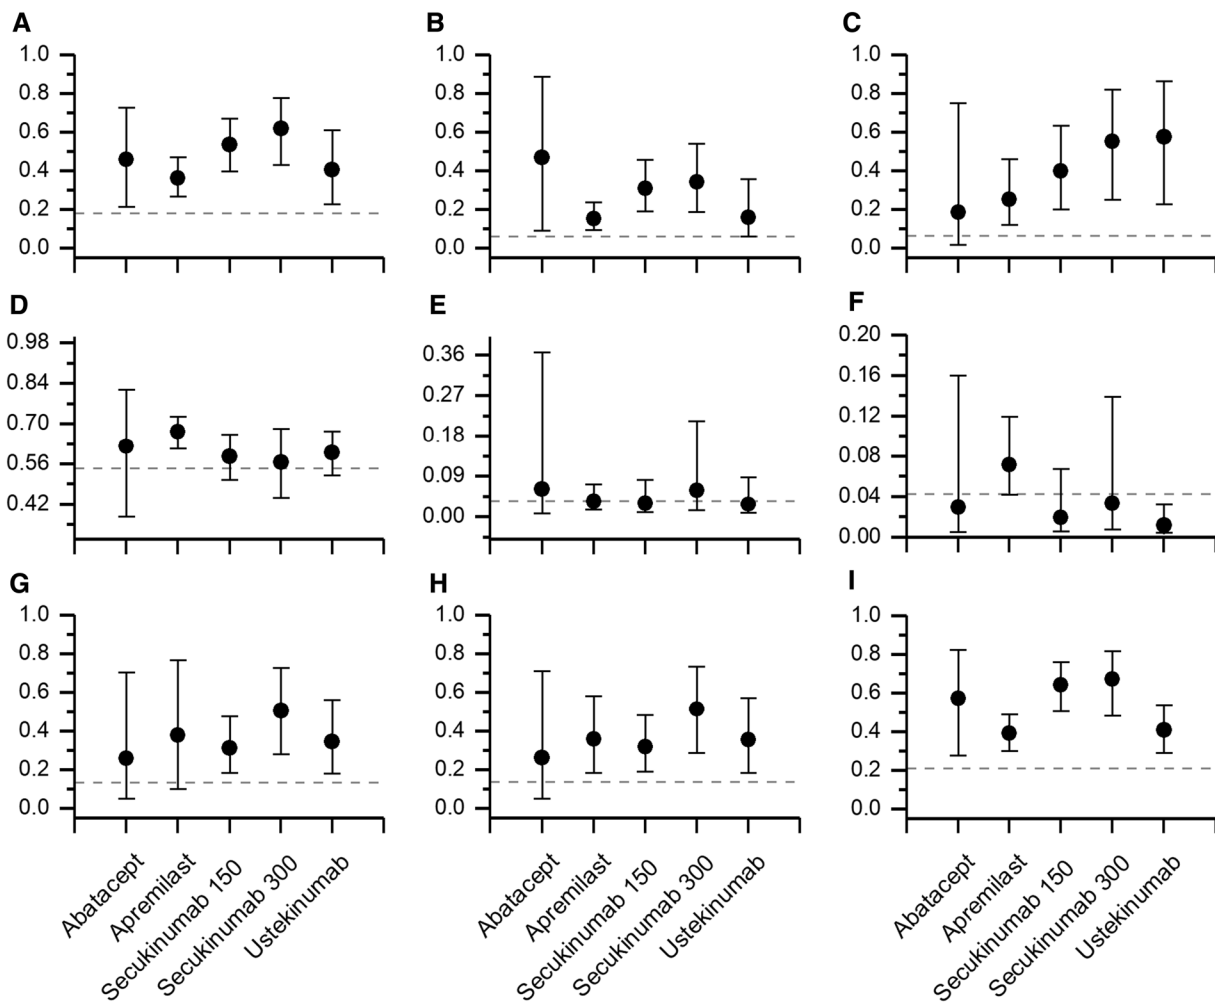 A B C
1.0 1.0 1.0
0.8 0.8 0.8
0.6 0.6 0.6
0.4 0.4 0.4
0.2 0.2 0.2
0.0 0.0 0.0
D E F
0.98 0.36 0.20
0.84 0.27 0.16
0.70 0.18 0.12
0.56 0.09 0.08
0.42 0.00 0.04
0.00
G H I
1.0 1.0 1.0
0.8 0.8 0.8
0.6 0.6 0.6
0.4 0.4 0.4
0.2 0.2 0.2
0.0 0.0 0.0
Abatacept Apremilast Secukinumab 150 Secukinumab 300 Ustekinumab
Abatacept Apremilast Secukinumab 150 Secukinumab 300 Ustekinumab
Abatacept Apremilast Secukinumab 150 Secukinumab 300 Ustekinumab